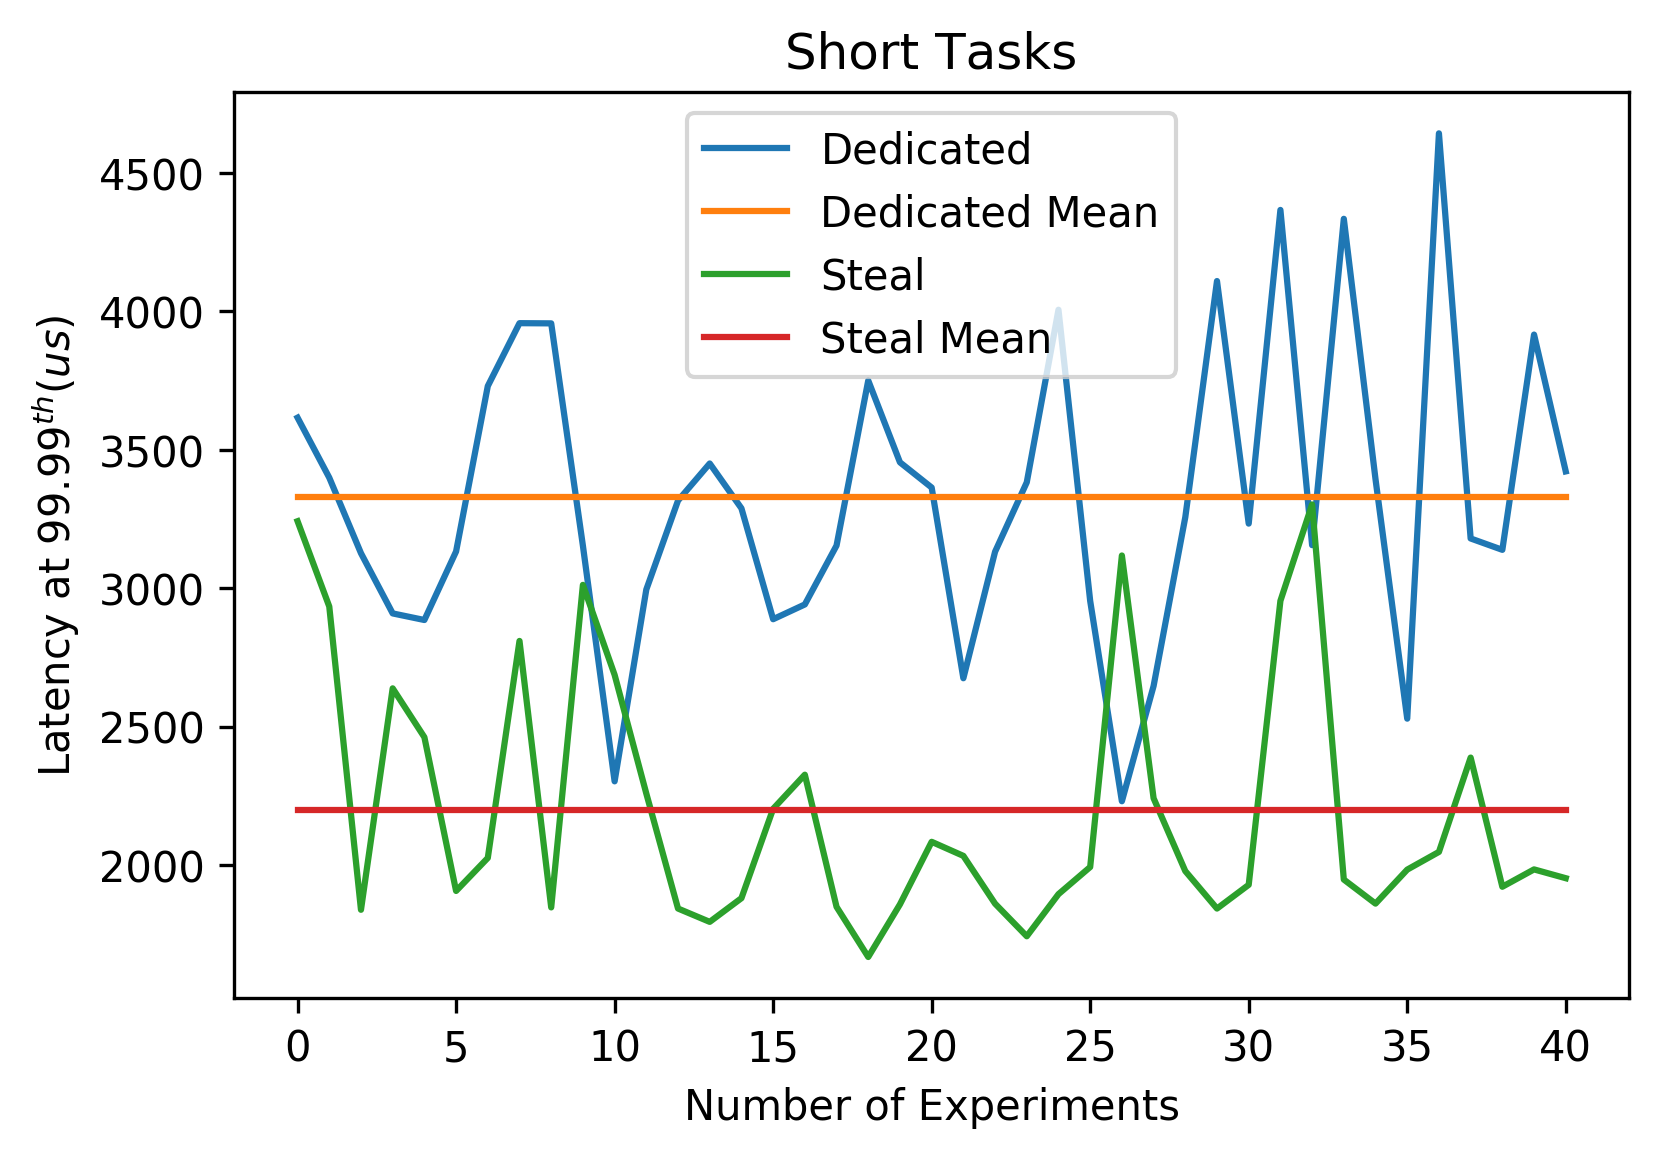 Short Tasks
Dedicated
Dedicated Mean
Steal
Steal Mean
4500
4000
3500
3000
2500
2000
Latency at 99.99th(us)
0 5 10 15 20 25 30 35 40
Number of Experiments